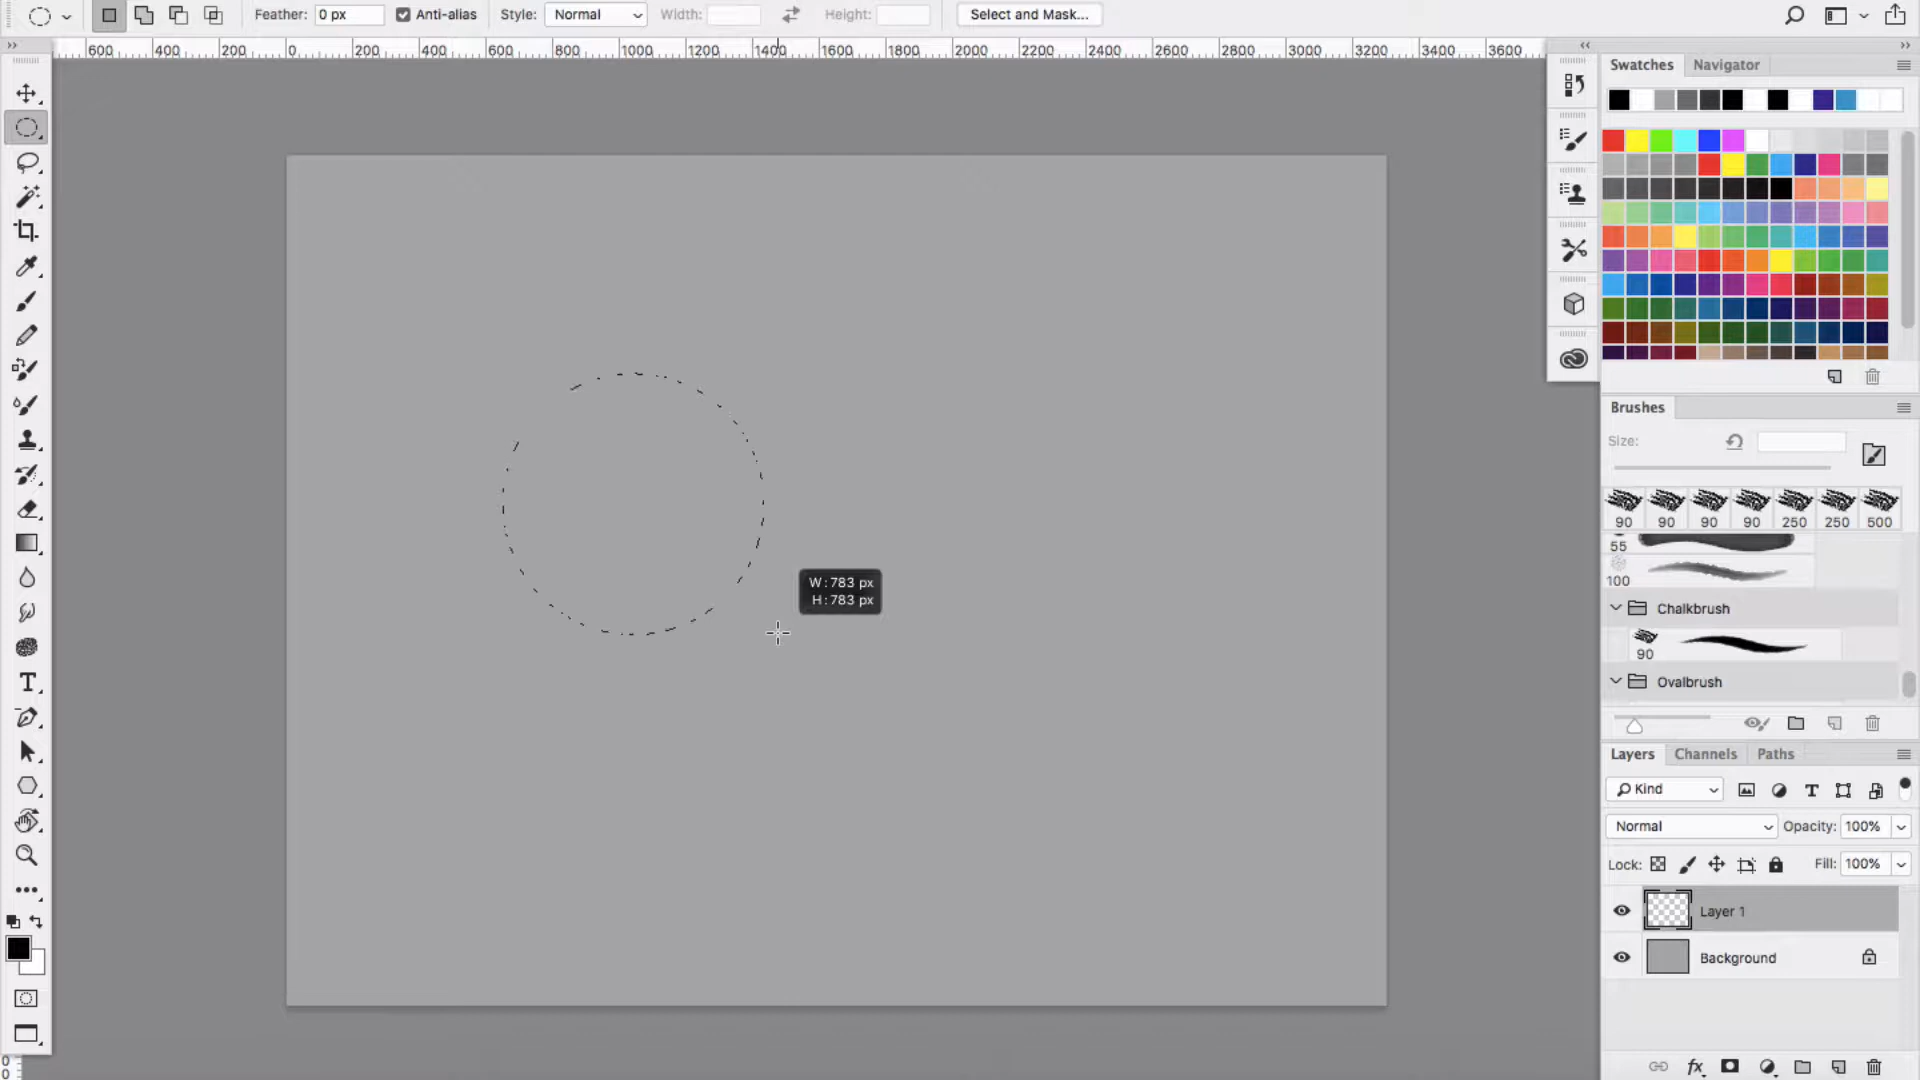 Feather: 0 px Anti-alias Style: Normal Width: Height: Select and Mask...
600 400 200 0 200 400 600 800 1000 1200 1400 1600 1800 2000 2200 2400 2600 2800 3000 3200 3400 3600
Swatches Navigator
Brushes
Size:
90 90 90 90 250 250 500
55
100
Chalkbrush
90
Ovalbrush
W: 783 px
H: 783 px
Layers Channels Paths
Kind T
Normal Opacity: 100%
Lock: Fill: 100%
Layer 1
Background
fx
T
0
0